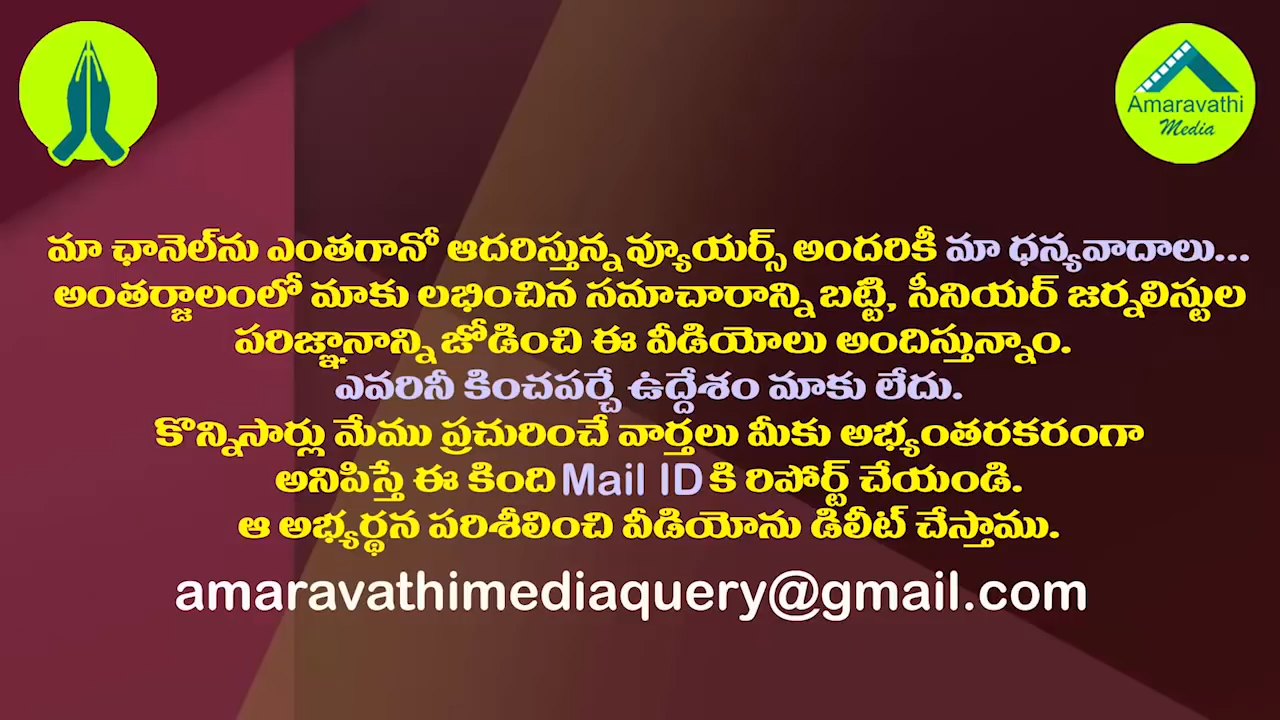 Amaravathi
Media
మా ఛానెల్‌ను ఎంతగానో ఆదరిస్తున్న వ్యూయర్స్ అందరికీ మా ధన్యవాదాలు...
అంతర్జాలంలో మాకు లభించిన సమాచారాన్ని బట్టి, సీనియర్ జర్నలిస్టుల
పరిజ్ఞానాన్ని జోడించి ఈ వీడియోలు అందిస్తున్నాం.
ఎవరినీ కించపర్చే ఉద్దేశం మాకు లేదు.
కొన్నిసార్లు మేము ప్రచురించే వార్తలు మీకు అభ్యంతరకరంగా
అనిపిస్తే ఈ కింది Mail ID కి రిపోర్ట్ చేయండి.
ఆ అభ్యర్థన పరిశీలించి వీడియోను డిలీట్ చేస్తాము.
amaravathimediaquery@gmail.com